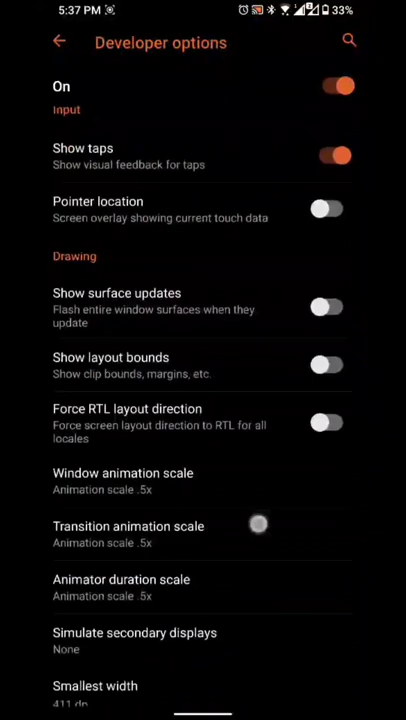 5:37 PM
33%
Developer options
On
Input
Show taps
Show visual feedback for taps
Pointer location
Screen overlay showing current touch data
Drawing
Show surface updates
Flash entire window surfaces when they
update
Show layout bounds
Show clip bounds, margins, etc.
Force RTL layout direction
Force screen layout direction to RTL for all
locales
Window animation scale
Animation scale .5x
Transition animation scale
Animation scale .5x
Animator duration scale
Animation scale .5x
Simulate secondary displays
None
Smallest width
411 dp